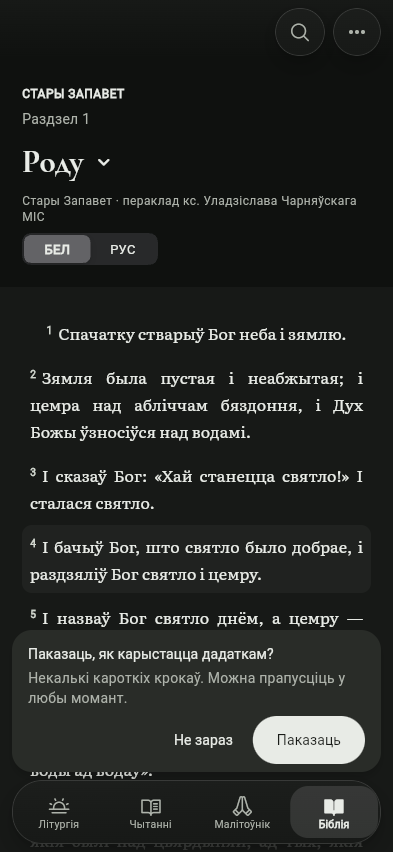 СТАРЫ ЗАПАВЕТ
Раздзел 1
Роду
Стары Запавет · пераклад кс. Уладзіслава Чарняўскага
МІС
БЕЛ РУС
1 Спачатку стварыў Бог неба і зямлю.
2 Зямля была пустая і неабжытая; і
цемра над абліччам бяздоння, і Дух
Божы ўзносіўся над водамі.
3 І сказаў Бог: «Хай станецца святло!» І
сталася святло.
4 І бачыў Бог, што святло было добрае, і
раздзяліў Бог святло і цемру.
5 І назваў Бог святло днём, а цемру —
Паказаць, як карыстацца дадаткам?
Некалькі кароткіх крокаў. Можна прапусціць у
любы момант.
Не зараз Паказаць
воды ад водаў».
Літургія Чытанні Малітоўнік Біблія